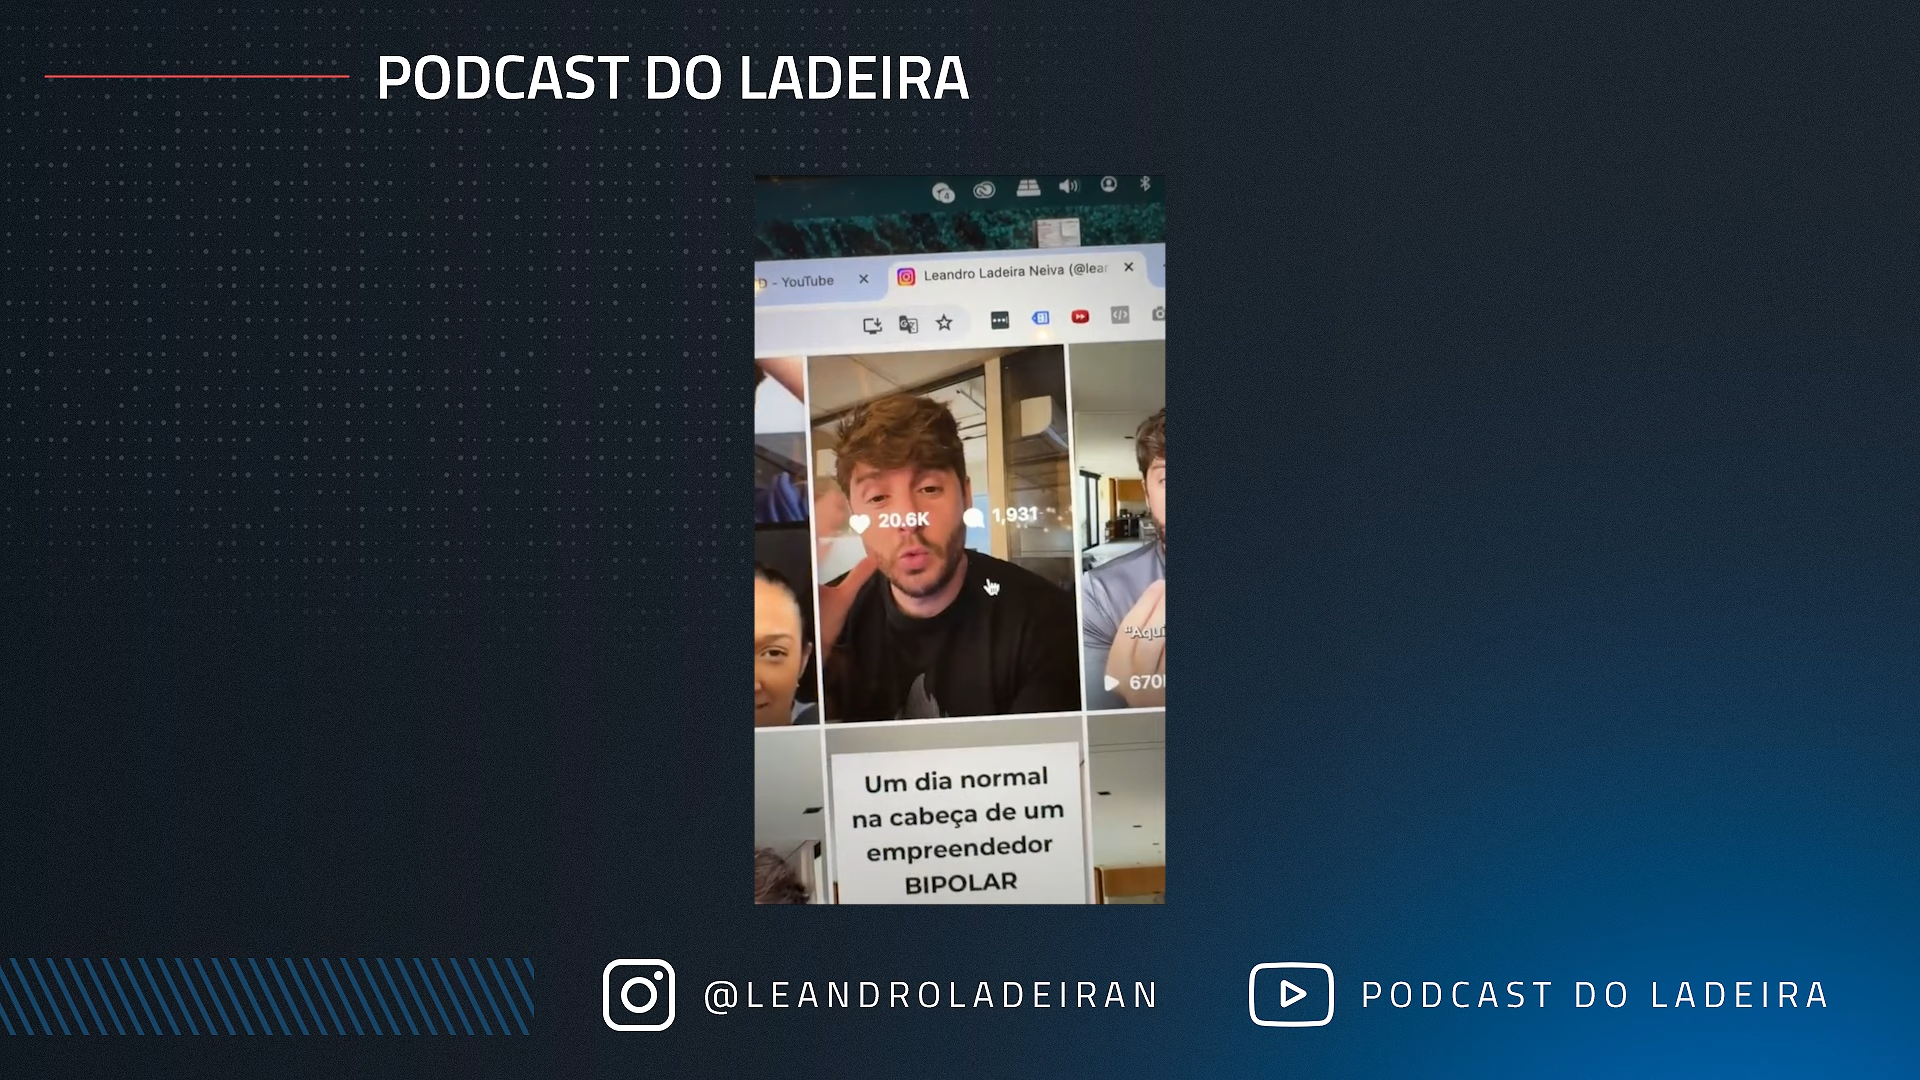 PODCAST DO LADEIRA
D - YouTube
Leandro Ladeira Neiva (@lear
20.6K
1,931
"Aqui
670
Um dia normal
na cabeça de um
empreendedor
BIPOLAR
@LEANDROLADEIRAN
PODCAST DO LADEIRA